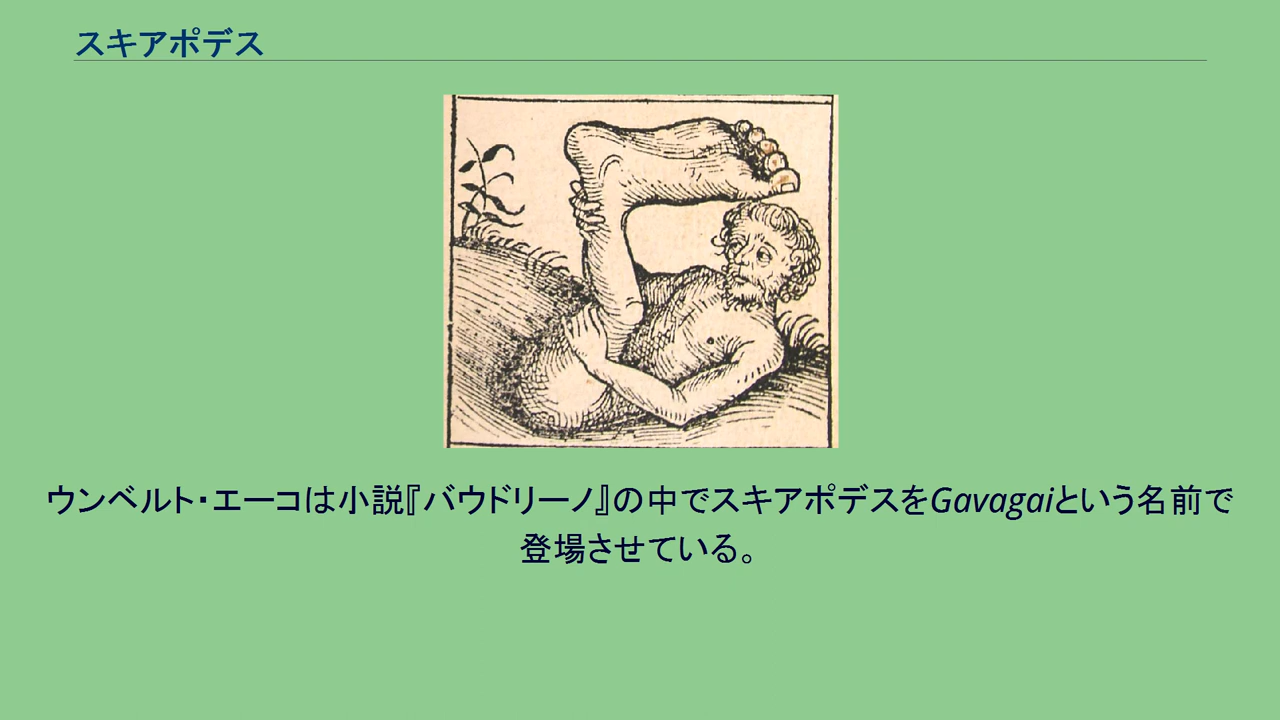 スキアポデス
ウンベルト・エーコは小説『バウドリーノ』の中でスキアポデスをGavagaiという名前で
登場させている。